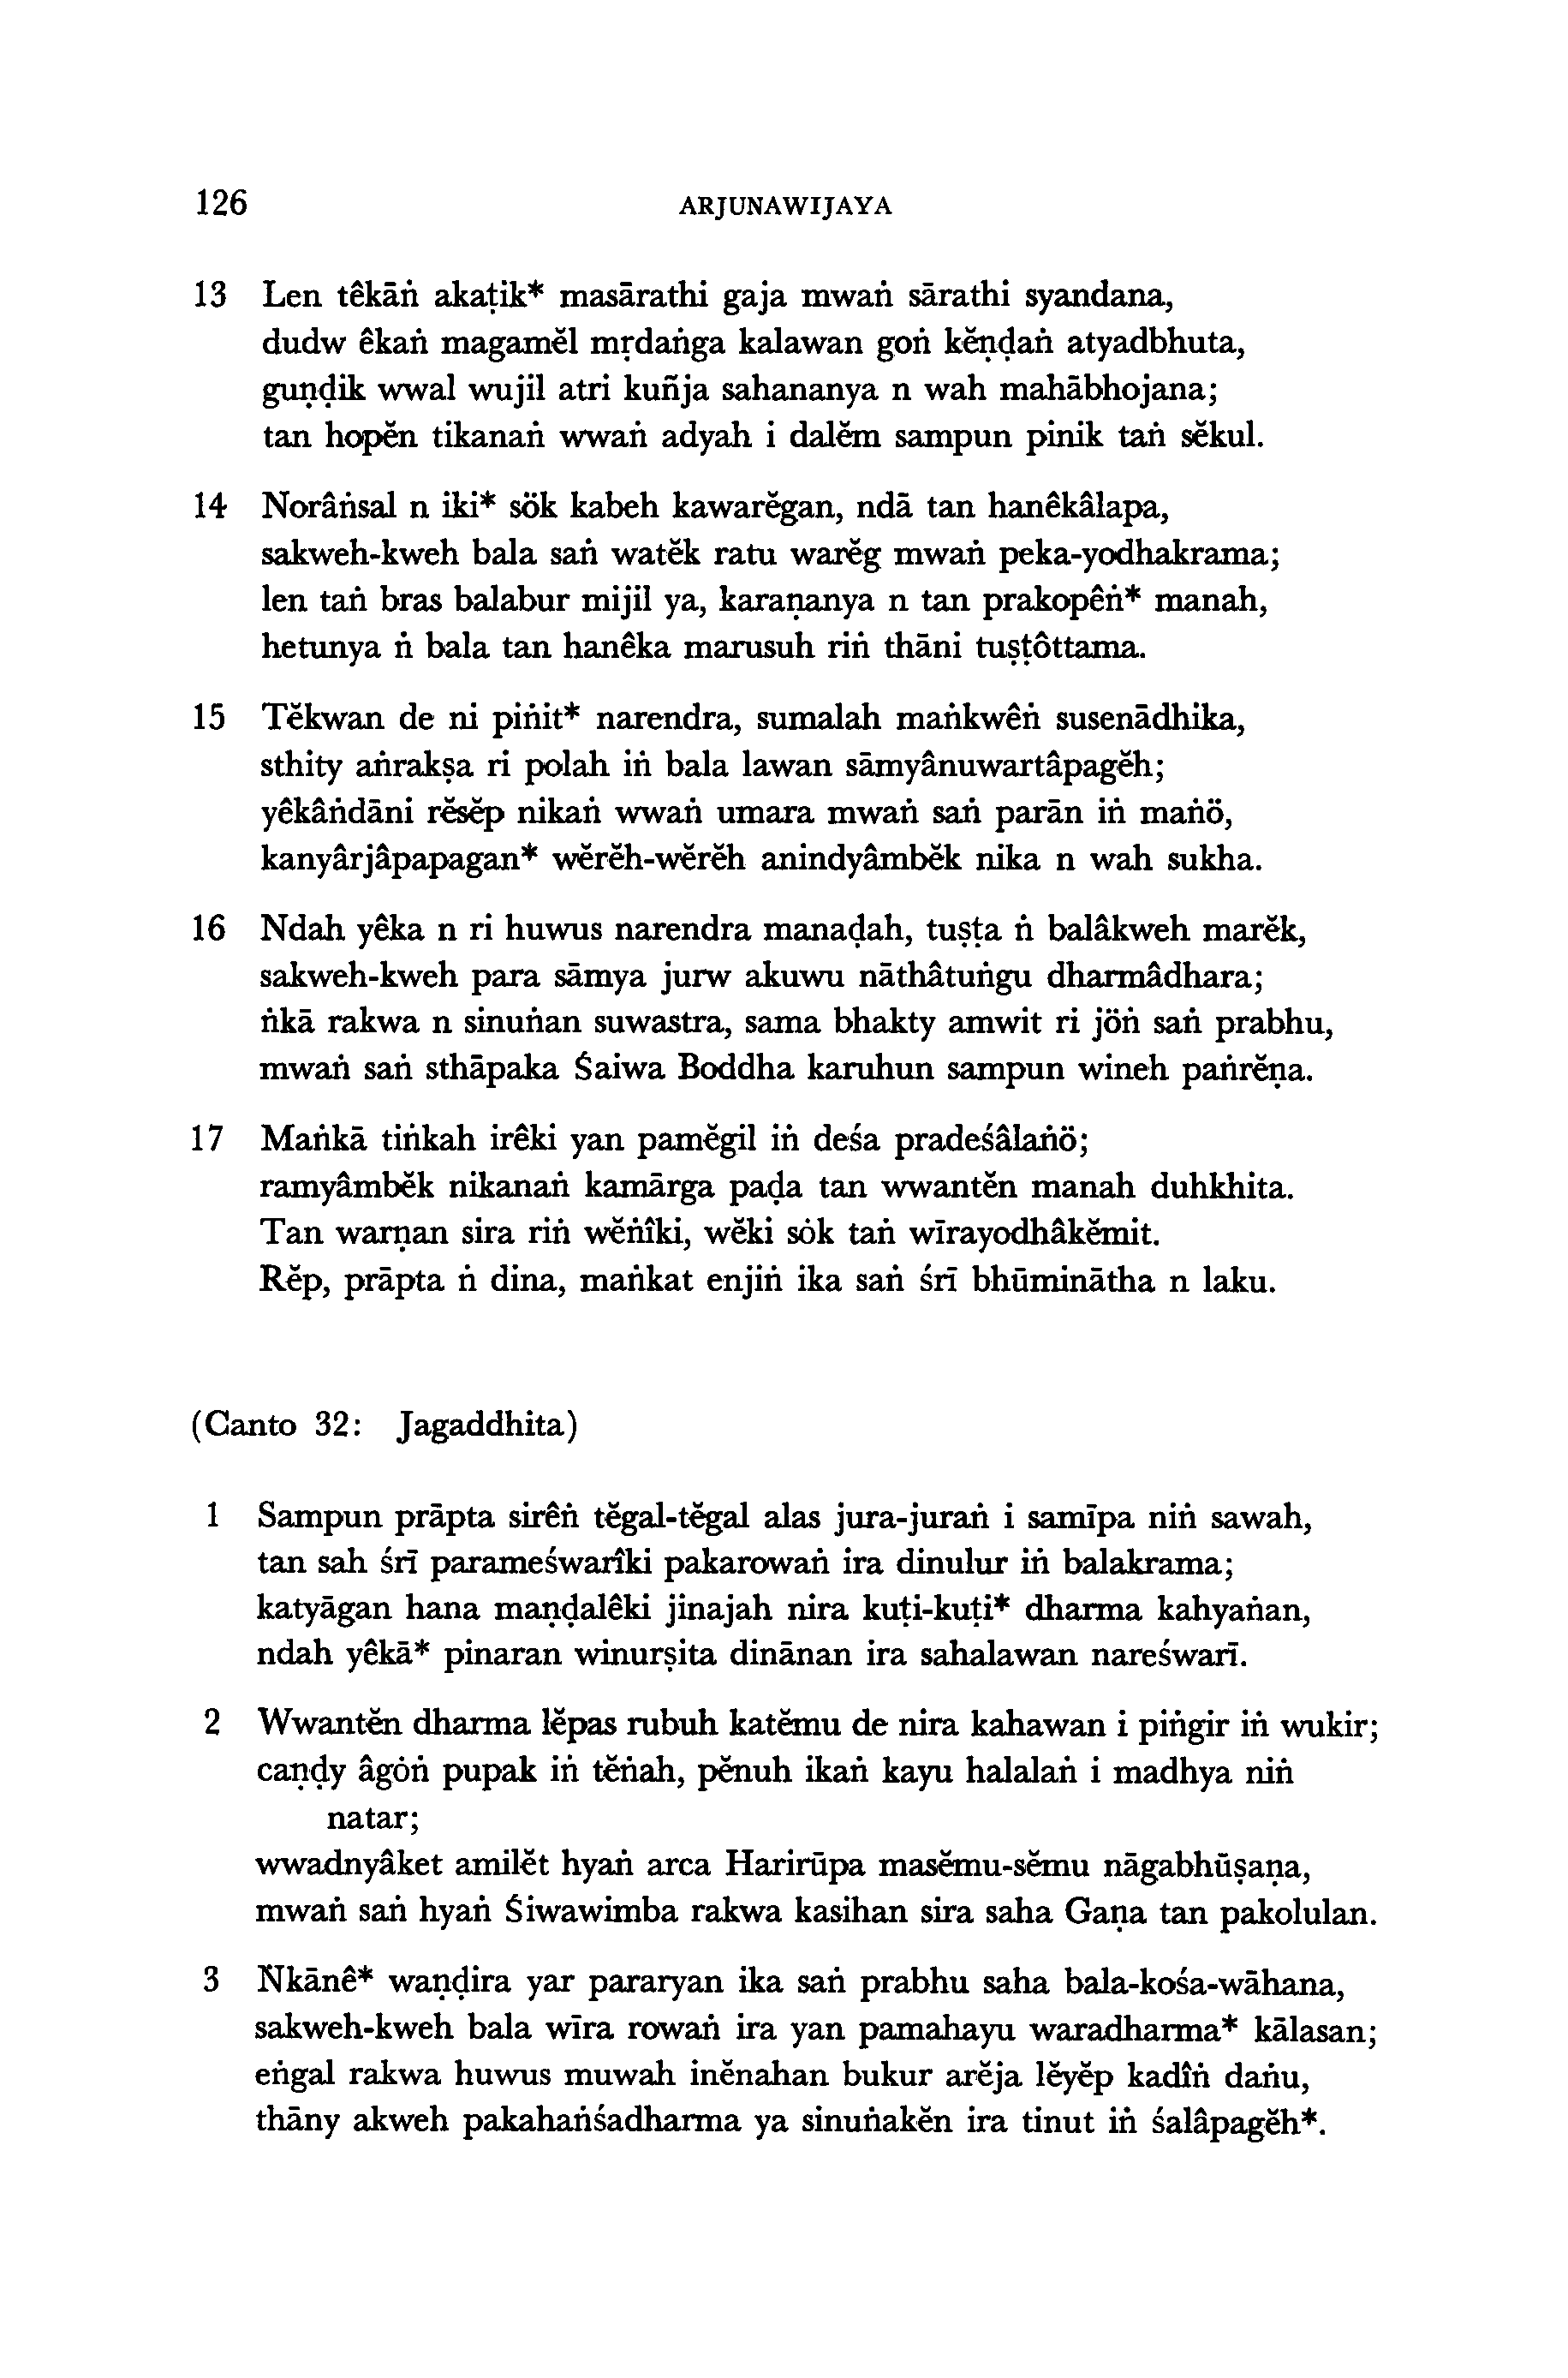 126 ARJUNAWIJAYA
13 Len têkāṅ akaṭik* masārathi gaja mwaṅ sārathi syandana,
dudw êkaṅ magamĕl mṛdaṅga kalawan goṅ kĕṇḍaṅ atyadbhuta,
guṇḍik wwal wujil atri kuñja sahananya n wah mahābhojana;
tan hopĕn tikanaṅ wwaṅ adyah i dalĕm sampun pinik taṅ sĕkul.
14 Norâṅsal n iki* sök kabeh kawarĕgan, ndā tan hanêkâlapa,
sakweh-kweh bala saṅ watĕk ratu warĕg mwaṅ peka-yodhakrama;
len taṅ bras balabur mijil ya, karaṇanya n tan prakopêṅ* manah,
hetunya ṅ bala tan hanêka marusuh riṅ thāni tuṣṭôttama.
15 Tĕkwan de ni piṅit* narendra, sumalah maṅkwêṅ susenādhika,
sthity aṅrakṣa ri polah iṅ bala lawan sāmyânuwartâpagĕh;
yêkâṅdāni rĕsĕp nikaṅ wwaṅ umara mwaṅ saṅ parān iṅ maṅö,
kanyârjâpapagan* wĕrĕh-wĕrĕh anindyâmbĕk nika n wah sukha.
16 Ndah yêka n ri huwus narendra manaḍah, tuṣṭa ṅ balâkweh marĕk,
sakweh-kweh para sāmya jurw akuwu nāthâtuṅgu dharmâdhara;
ṅkā rakwa n sinuṅan suwastra, sama bhakty amwit ri jöṅ saṅ prabhu,
mwaṅ saṅ sthāpaka Śaiwa Boddha karuhun sampun wineh paṅrĕṇa.
17 Maṅkā tiṅkah irêki yan pamĕgil iṅ deśa pradeśâlaṅö;
ramyâmbĕk nikanaṅ kamārga paḍa tan wwantĕn manah duhkhita.
Tan warṇan sira riṅ wĕṅîki, wĕki sök taṅ wīrayodhâkĕmit.
Rĕp, prāpta ṅ dina, maṅkat enjiṅ ika saṅ śrī bhūminātha n laku.
(Canto 32: Jagaddhita)
1 Sampun prāpta sirêṅ tĕgal-tĕgal alas jura-juraṅ i samīpa niṅ sawah,
tan sah śrī parameśwarîki pakarowaṅ ira dinulur iṅ balakrama;
katyāgan hana maṇḍalêki jinajah nira kuṭi-kuṭi* dharma kahyaṅan,
ndah yêkā* pinaran winurṣita dinānan ira sahalawan nareśwarī.
2 Wwantĕn dharma lĕpas rubuh katĕmu de nira kahawan i piṅgir iṅ wukir;
caṇḍy âgöṅ pupak iṅ tĕṅah, pĕnuh ikaṅ kayu halalaṅ i madhya niṅ
natar;
wwadnyâket amilĕt hyaṅ arca Harirūpa masĕmu-sĕmu nāgabhūṣaṇa,
mwaṅ saṅ hyaṅ Śiwawimba rakwa kasihan sira saha Gaṇa tan pakolulan.
3 Ṅkānê* waṇḍira yar pararyan ika saṅ prabhu saha bala-kośa-wāhana,
sakweh-kweh bala wīra rowaṅ ira yan pamahayu waradharma* kālasan;
eṅgal rakwa huwus muwah inĕnahan bukur arĕja lĕyĕp kadîṅ daṅu,
thāny akweh pakahaṅśadharma ya sinuṅakĕn ira tinut iṅ śalâpagĕh*.